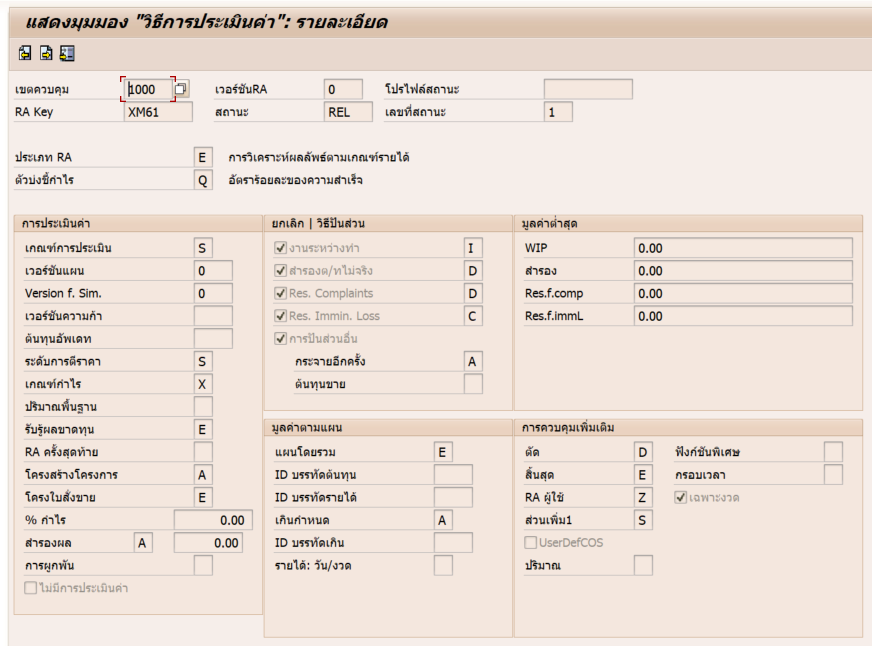 แสดงมุมมอง "วิธีการประเมินค่า": รายละเอียด
เขตควบคุม 1000 เวอร์ชันRA 0 โปรไฟล์สถานะ
RA Key XM61 สถานะ REL เลขที่สถานะ 1
ประเภท RA E การวิเคราะห์ผลลัพธ์ตามเกณฑ์รายได้
ตัวบ่งชี้กำไร Q อัตราร้อยละของความสำเร็จ
การประเมินค่า
เกณฑ์การประเมิน S
เวอร์ชันแผน 0
Version f. Sim. 0
เวอร์ชันความก้า
ต้นทุนอัพเดท
ระดับการตีราคา S
เกณฑ์กำไร X
ปริมาณพื้นฐาน
รับรู้ผลขาดทุน E
RA ครั้งสุดท้าย
โครงสร้างโครงการ A
โครงใบสั่งขาย E
% กำไร 0.00
สำรองผล A 0.00
การผูกพัน
ไม่มีการประเมินค่า
ยกเลิก | วิธีปันส่วน
งานระหว่างทำ I
สำรองต/ทไม่จริง D
Res. Complaints D
Res. Immin. Loss C
การปันส่วนอื่น
กระจายอีกครั้ง A
ต้นทุนขาย
มูลค่าต่ำสุด
WIP 0.00
สำรอง 0.00
Res.f.comp 0.00
Res.f.immL 0.00
มูลค่าตามแผน
แผนโดยรวม E
ID บรรทัดต้นทุน
ID บรรทัดรายได้
เกินกำหนด A
ID บรรทัดเกิน
รายได้: วัน/งวด
การควบคุมเพิ่มเติม
ตัด D ฟังก์ชันพิเศษ
สิ้นสุด E กรอบเวลา
RA ผู้ใช้ Z เฉพาะงวด
ส่วนเพิ่ม1 S
UserDefCOS
ปริมาณ